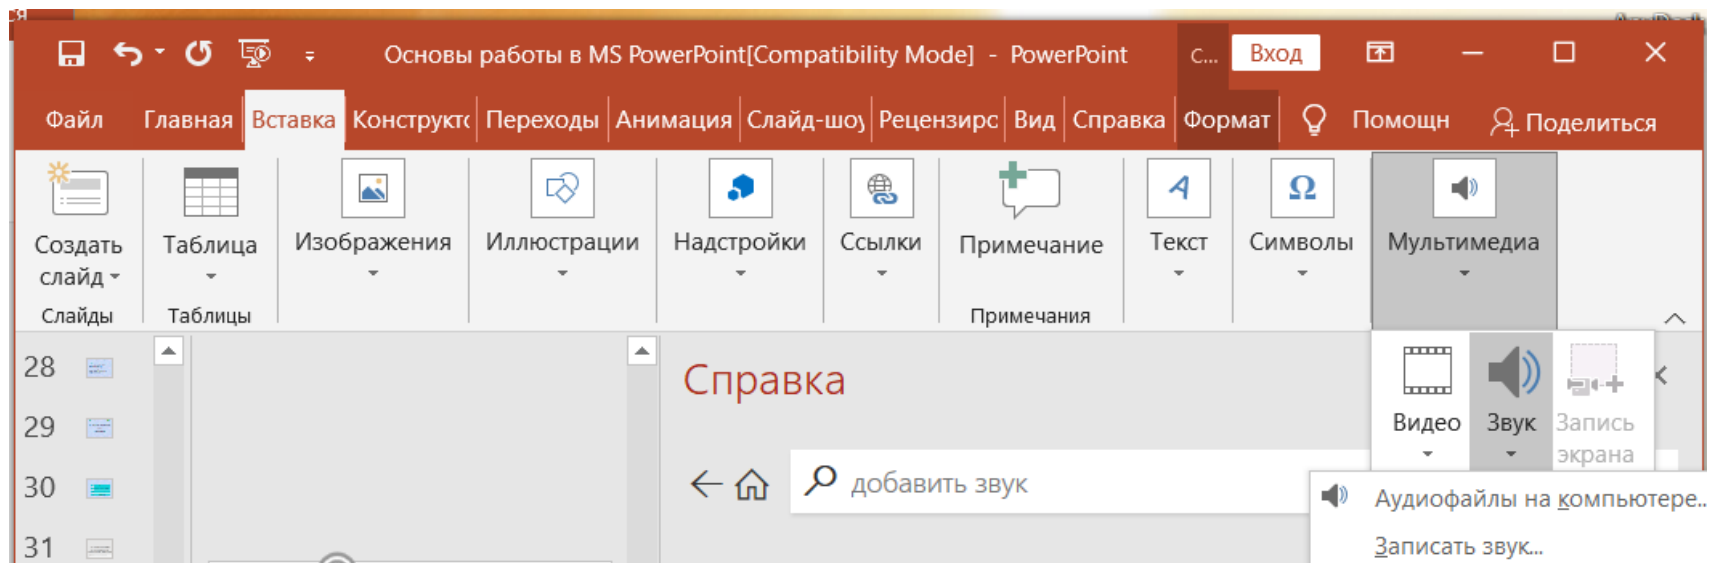 ся
Основы работы в MS PowerPoint[Compatibility Mode] - PowerPoint
С...
Вход
Файл Главная Вставка Конструктс Переходы Анимация Слайд-шоу Рецензирс Вид Справка Формат Помощн Поделиться
Создать слайд
Таблица
Изображения
Иллюстрации
Надстройки
Ссылки
Примечание
Текст
Символы
Мультимедиа
Слайды
Таблицы
Примечания
28
29
30
31
Справка
добавить звук
Видео
Звук
Запись
экрана
Аудиофайлы на компьютере..
Записать звук...